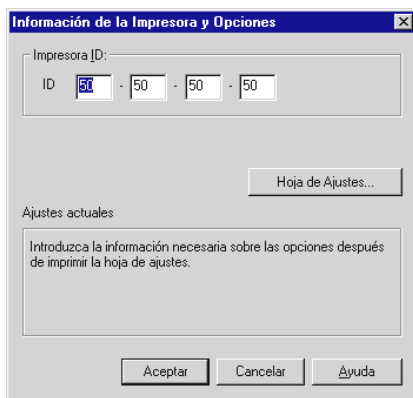 Información de la Impresora y Opciones
Impresora ID:
ID 50 - 50 - 50 - 50
Hoja de Ajustes...
Ajustes actuales
Introduzca la información necesaria sobre las opciones después
de imprimir la hoja de ajustes.
Aceptar Cancelar Ayuda